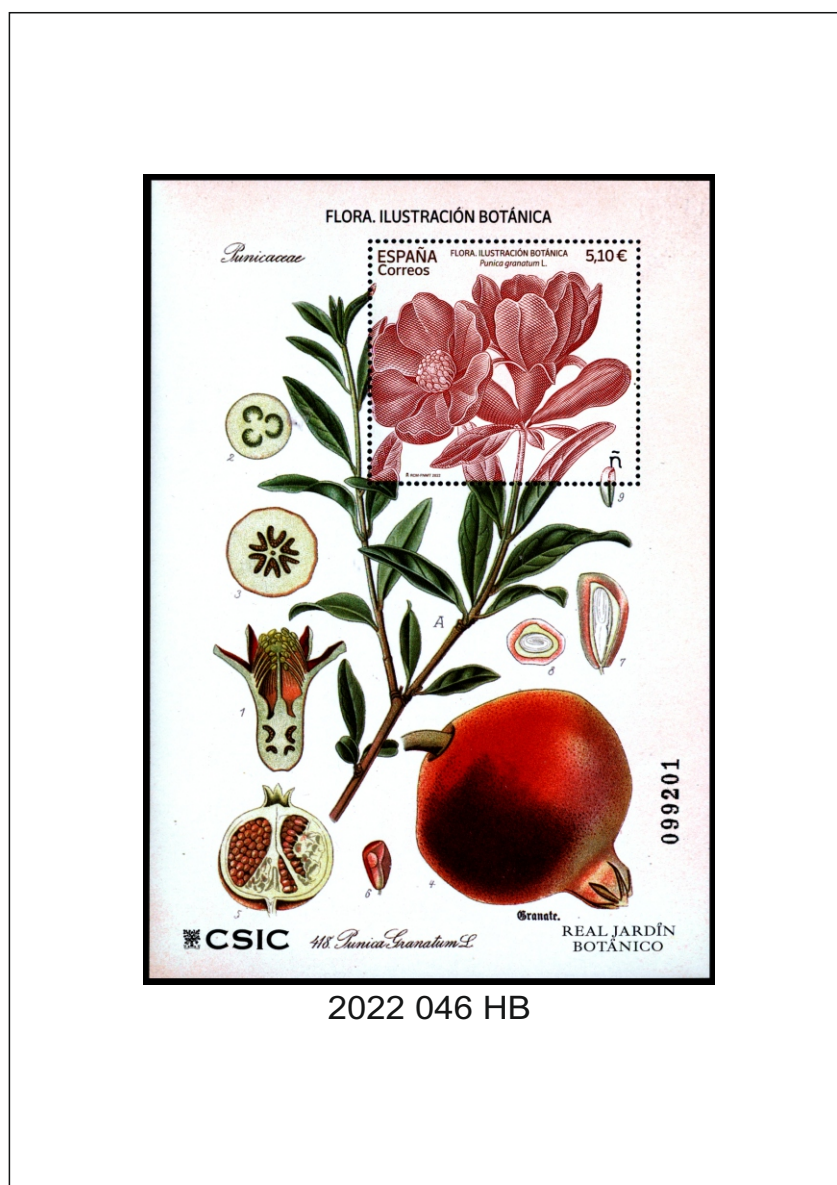 FLORA. ILUSTRACIÓN BOTÁNICA
Punicaceae
ESPAÑA
Correos
FLORA. ILUSTRACIÓN BOTÁNICA
Punica granatum L.
5,10 €
ñ
9
2
3
A
8
7
1
099201
6
4
5
Granate.
CSIC
418. Punica Granatum L.
REAL JARDÍN
BOTÁNICO
2022 046 HB